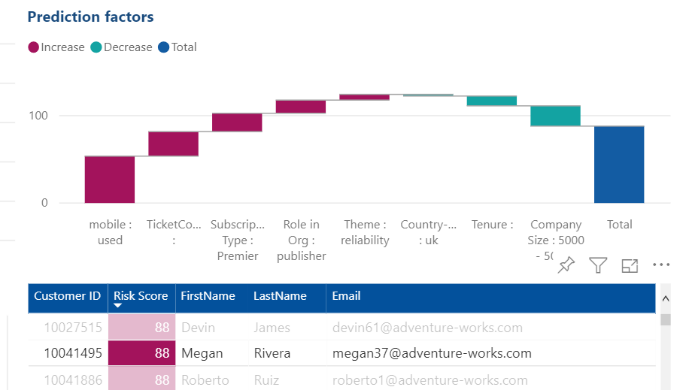 Prediction factors
Increase Decrease Total
100
0
mobile : used
TicketCo... :
Subscrip... Type : Premier
Role in Org : publisher
Theme : reliability
Country-... : uk
Tenure :
Company Size : 5000
Total
Customer ID Risk Score FirstName LastName Email
10027515 88 Devin James devin61@adventure-works.com
10041495 88 Megan Rivera megan37@adventure-works.com
10041886 88 Roberto Ruiz roberto1@adventure-works.com